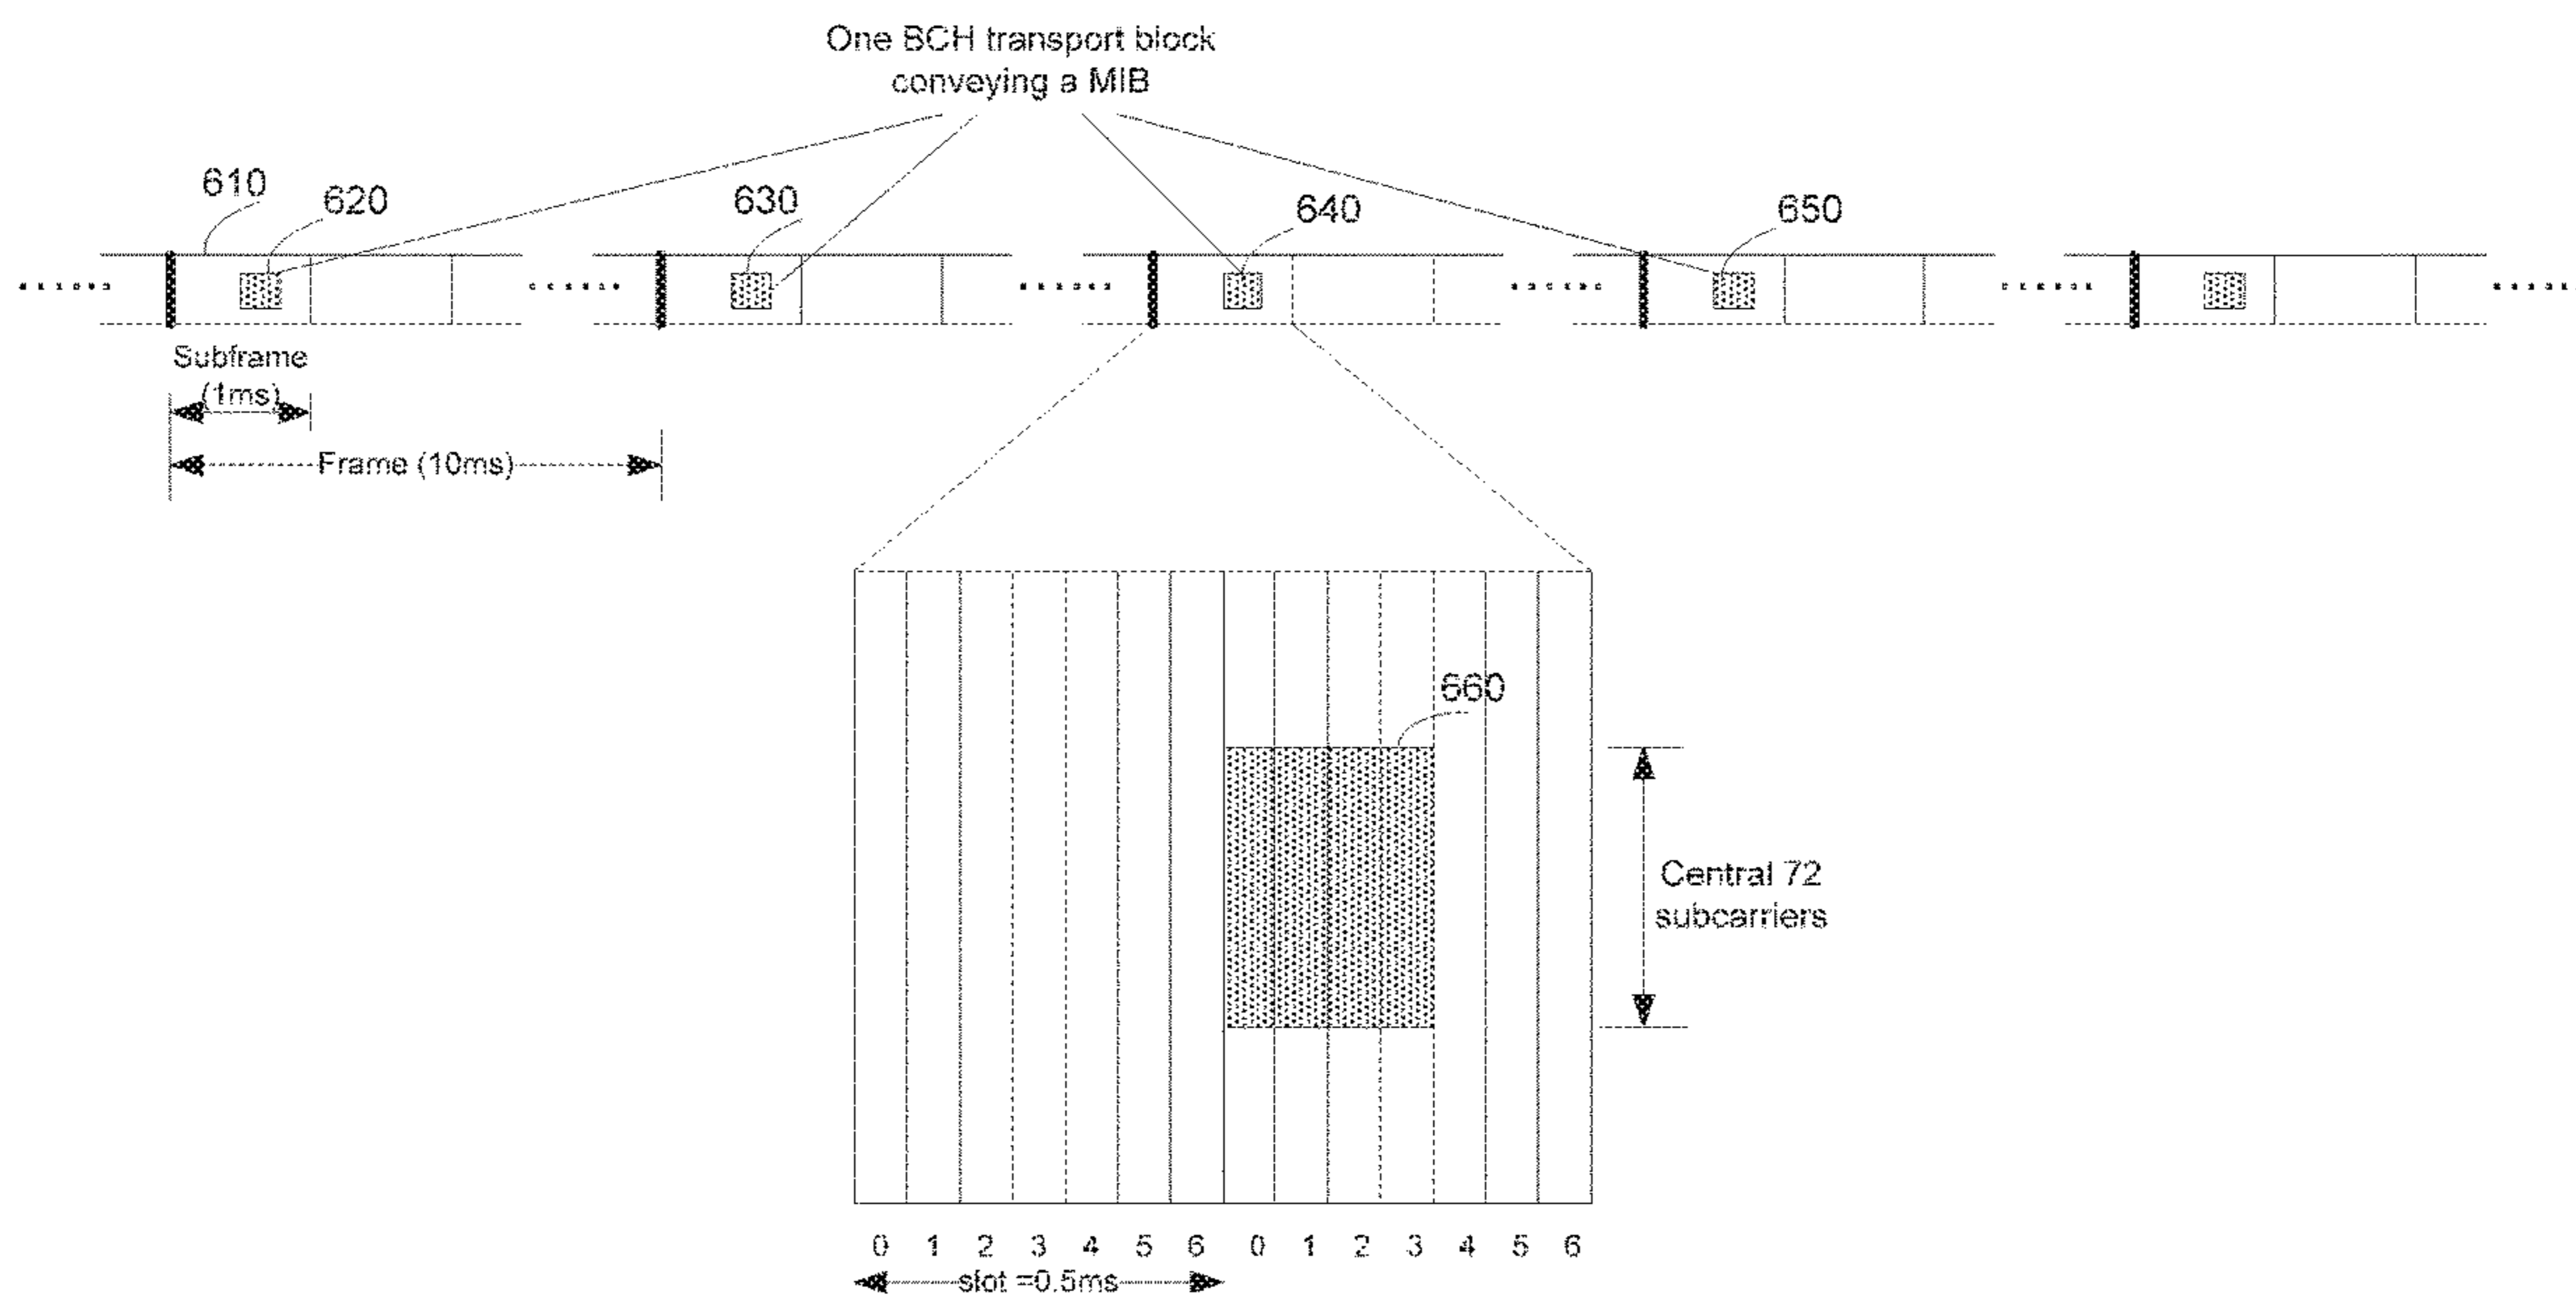 One BCH transport block
conveying a MIB
610
620
630
640
650
Subframe
(1ms)
Frame (10ms)
660
Central 72
subcarriers
0 1 2 3 4 5 6 0 1 2 3 4 5 6
slot =0.5ms